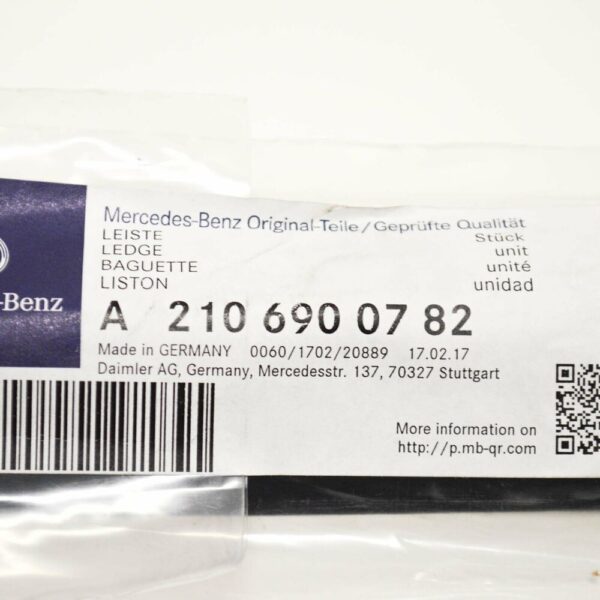 -Benz
Mercedes-Benz Original-Teile/Geprüfte Qualität
LEISTE Stück
LEDGE unit
BAGUETTE unité
LISTON unidad
A 210 690 07 82
Made in GERMANY 0060/1702/20889 17.02.17
Daimler AG, Germany, Mercedesstr. 137, 70327 Stuttgart
More information on
http://p.mb-qr.com/